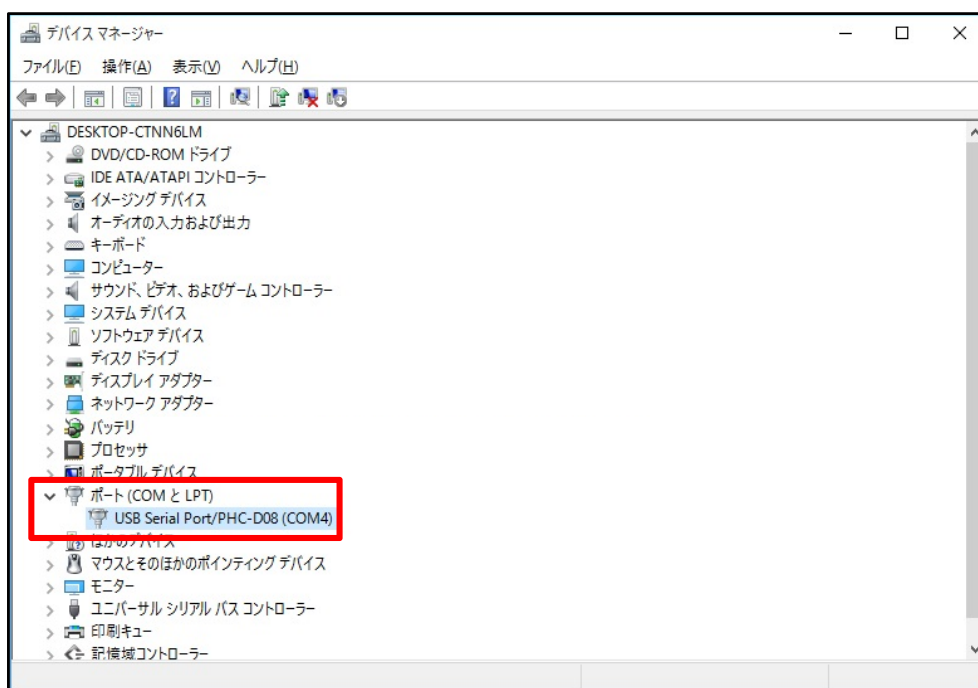 デバイス マネージャー
ファイル(F) 操作(A) 表示(V) ヘルプ(H)
DESKTOP-CTNN6LM
DVD/CD-ROM ドライブ
IDE ATA/ATAPI コントローラー
イメージング デバイス
オーディオの入力および出力
キーボード
コンピューター
サウンド、ビデオ、およびゲーム コントローラー
システム デバイス
ソフトウェア デバイス
ディスク ドライブ
ディスプレイ アダプター
ネットワーク アダプター
バッテリ
プロセッサ
ポータブル デバイス
ポート (COM と LPT)
USB Serial Port/PHC-D08 (COM4)
ほかのデバイス
マウスとそのほかのポインティング デバイス
モニター
ユニバーサル シリアル バス コントローラー
印刷キュー
記憶域コントローラー